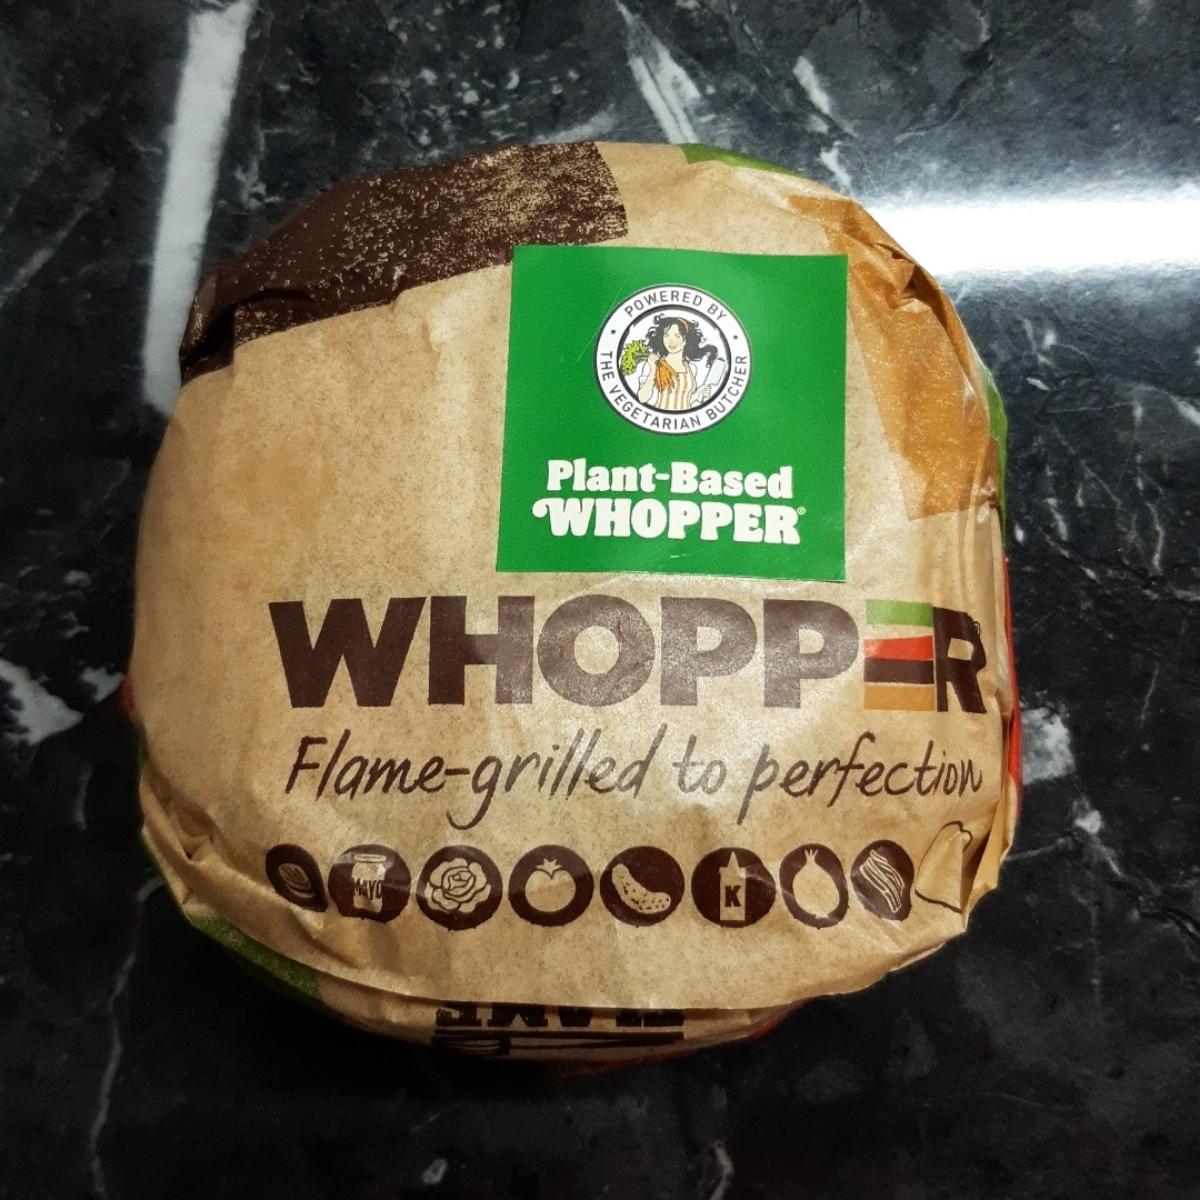 POWERED BY
THE VEGETARIAN BUTCHER
Plant-Based
WHOPPER®
WHOPPER®
Flame-grilled to perfection
MAYO
K